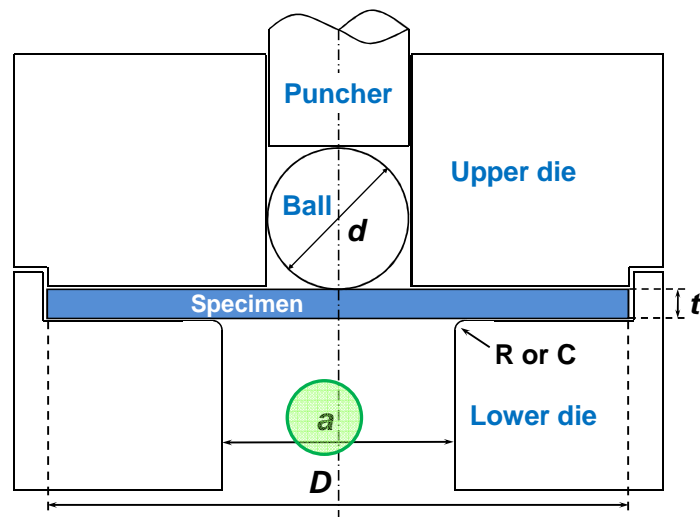 Puncher
Upper die
Ball
d
Specimen
t
R or C
a
Lower die
D